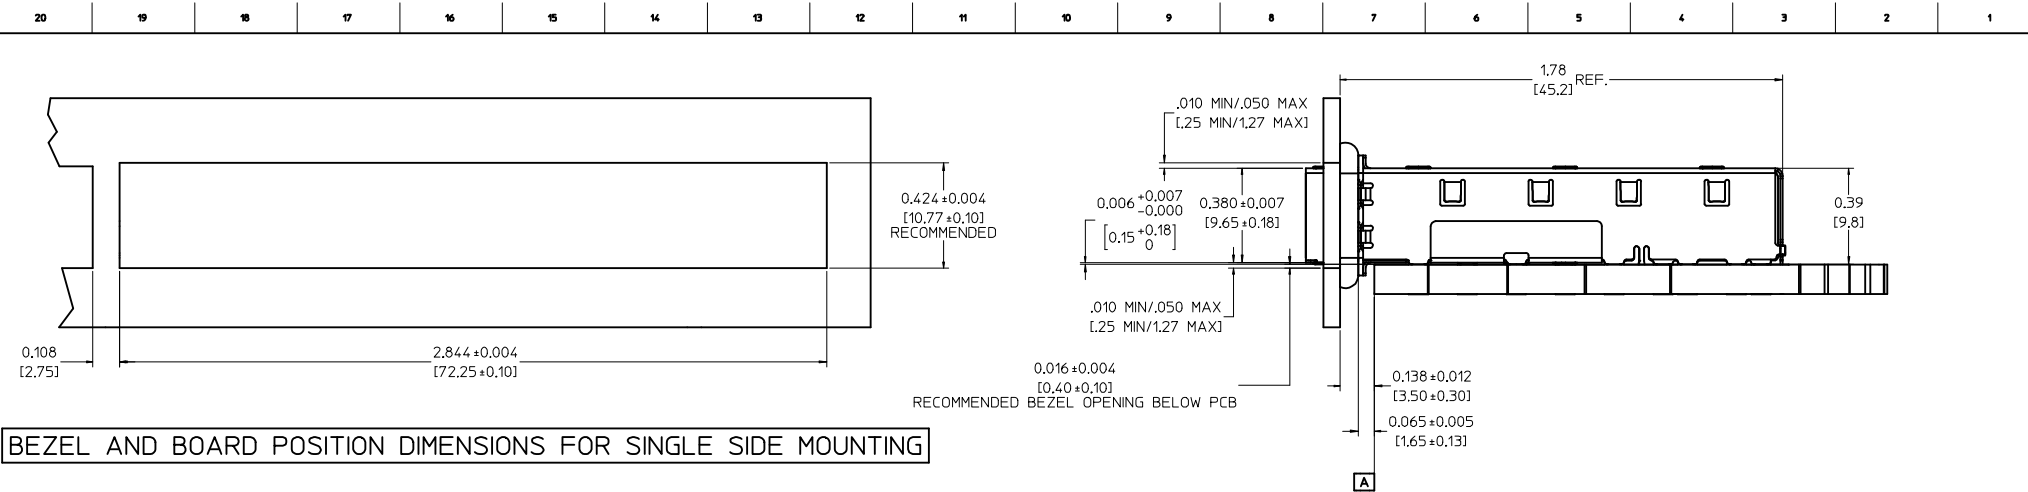 20 19 18 17 16 15 14 13 12 11 10 9 8 7 6 5 4 3 2 1
1.78
[45.2] REF.
.010 MIN/.050 MAX
[.25 MIN/1.27 MAX]
0.424 ±0.004
[10.77 ±0.10]
RECOMMENDED
0.006 +0.007
-0.000
[0.15 +0.18]
0
0.380 ±0.007
[9.65 ±0.18]
0.39
[9.8]
.010 MIN/.050 MAX
[.25 MIN/1.27 MAX]
0.108
[2.75]
2.844 ±0.004
[72.25 ±0.10]
0.016 ±0.004
[0.40 ±0.10]
RECOMMENDED BEZEL OPENING BELOW PCB
0.138 ±0.012
[3.50 ±0.30]
0.065 ±0.005
[1.65 ±0.13]
BEZEL AND BOARD POSITION DIMENSIONS FOR SINGLE SIDE MOUNTING
A